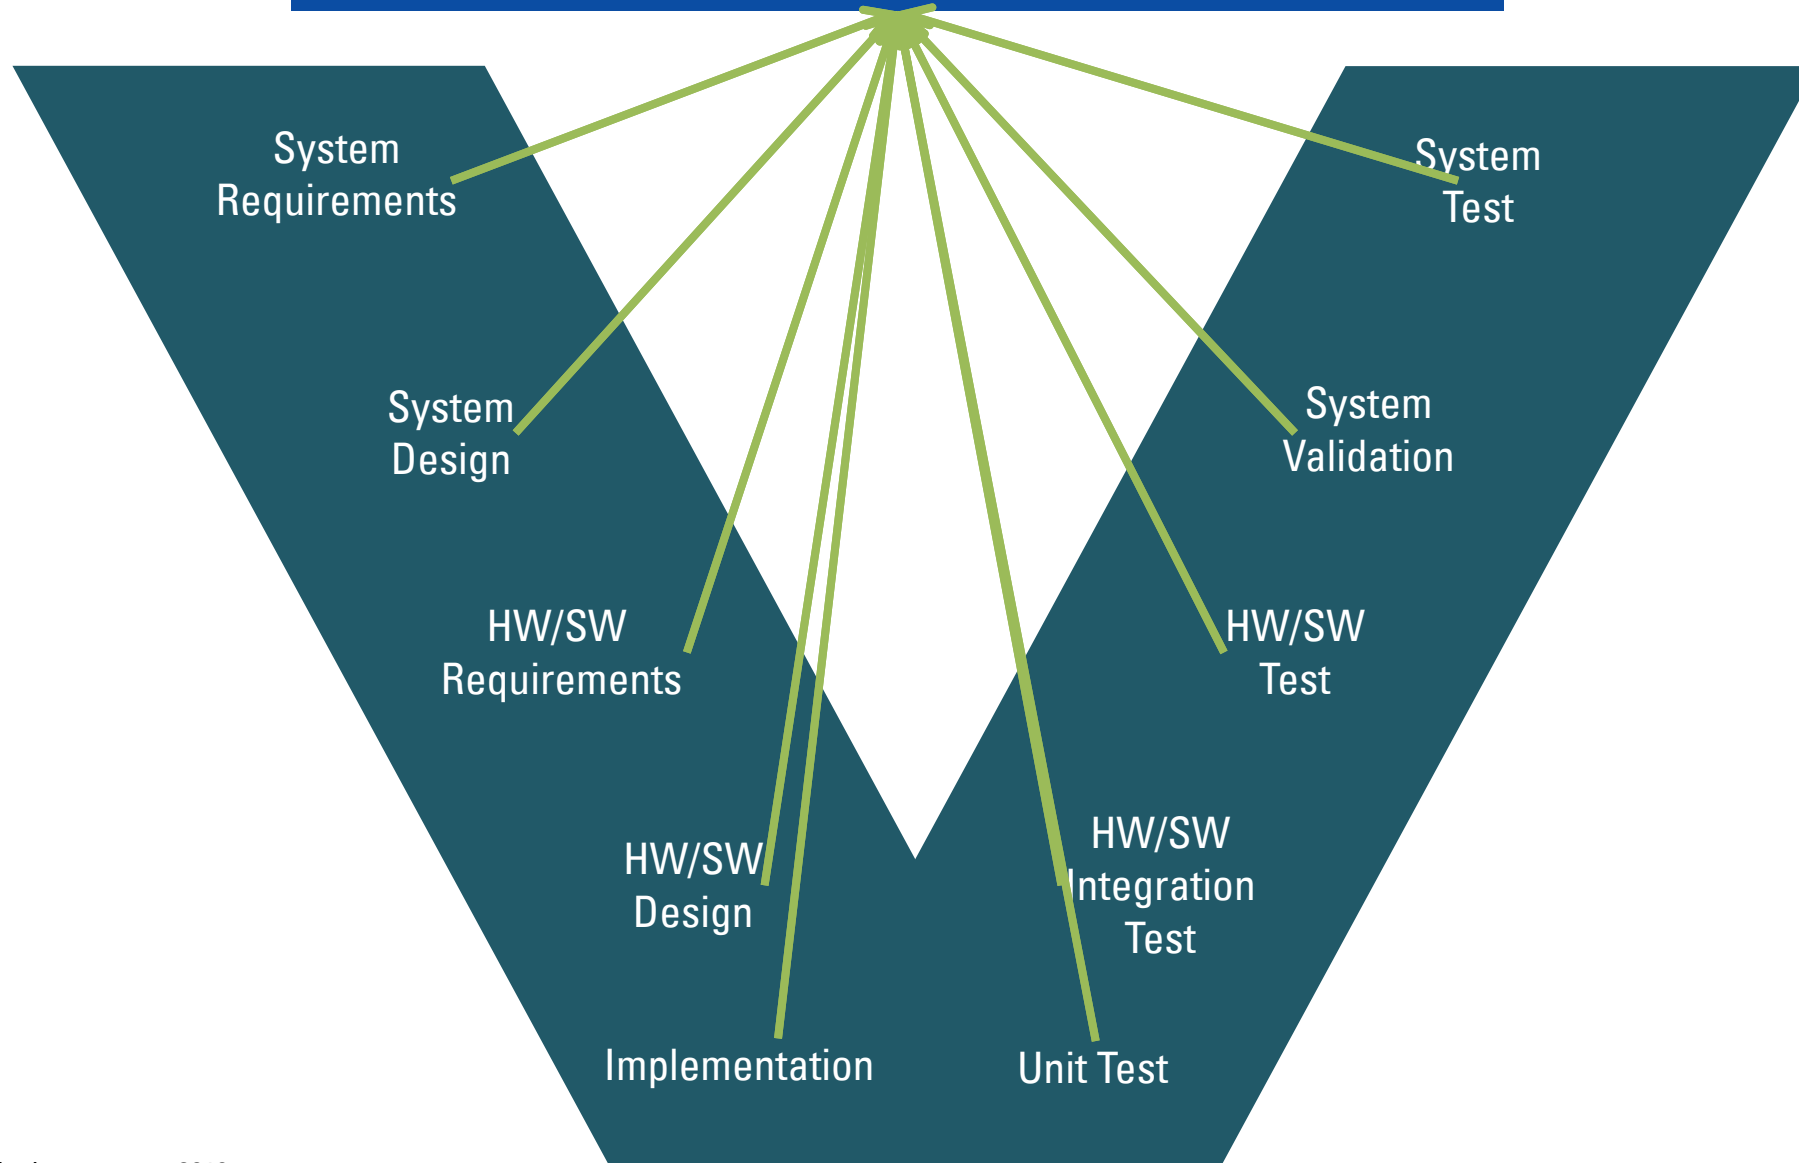 System
Requirements
System
Test
System
Design
System
Validation
HW/SW
Requirements
HW/SW
Test
HW/SW
Design
HW/SW
Integration
Test
Implementation
Unit Test